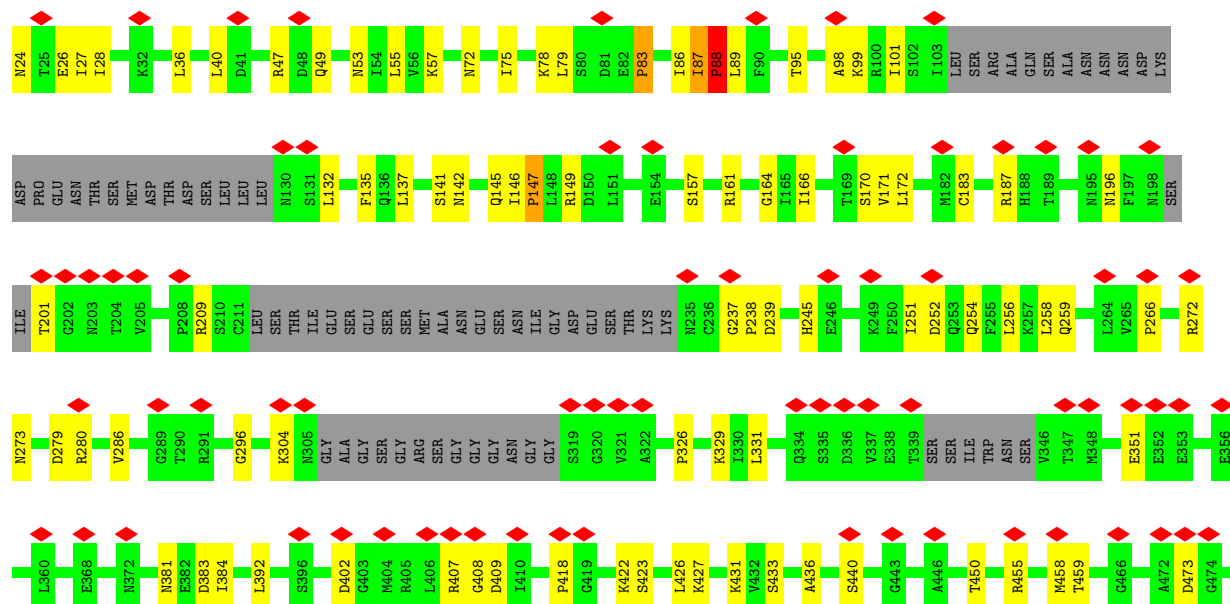 N24 T25 E26 I27 I28 K32 L36 L40 D41 R47 D48 Q49 N53 I54 L55 V56 K57 N72 I75 K78 L79 S80 D81 E82 P83 I86 I87 P88 L89 F90 T95 A98 K99 R100 I101 S102 I103 LEU SER ARG ALA GLN SER ALA ASN ASN ASN ASP LYS
ASP PRO GLU ASN THR SER MET ASP THR ASP SER LEU LEU LEU N130 S131 L132 F135 Q136 L137 S141 N142 Q145 I146 P147 L148 R149 D150 L151 E154 S157 R161 G164 I165 I166 T169 S170 V171 L172 M182 C183 R187 H188 T189 N195 N196 F197 N198 SER
ILE T201 G202 N203 T204 V205 P208 R209 S210 C211 LEU SER THR ILE GLU SER GLU SER SER MET ALA ASN GLU SER ASN ILE GLY ASP GLU SER THR LYS LYS N235 C236 G237 P238 D239 H245 E246 K249 F250 I251 D252 Q253 Q254 F255 L256 K257 L258 Q259 L264 V265 P266 R272
N273 D279 R280 V286 G289 T290 R291 G296 K304 N305 GLY ALA GLY SER GLY ARG SER GLY GLY GLY ASN GLY GLY S319 G320 V321 A322 P326 K329 I330 L331 Q334 S335 D336 V337 E338 T339 SER SER ILE TRP ASN SER V346 T347 M348 E351 E352 E353 E356
L360 E368 N372 N381 E382 D383 I384 L392 S396 D402 G403 M404 R405 L406 R407 G408 D409 I410 P418 G419 K422 S423 L426 K427 K431 V432 S433 A436 S440 G443 A446 T450 R455 M458 T459 G466 A472 D473 G474